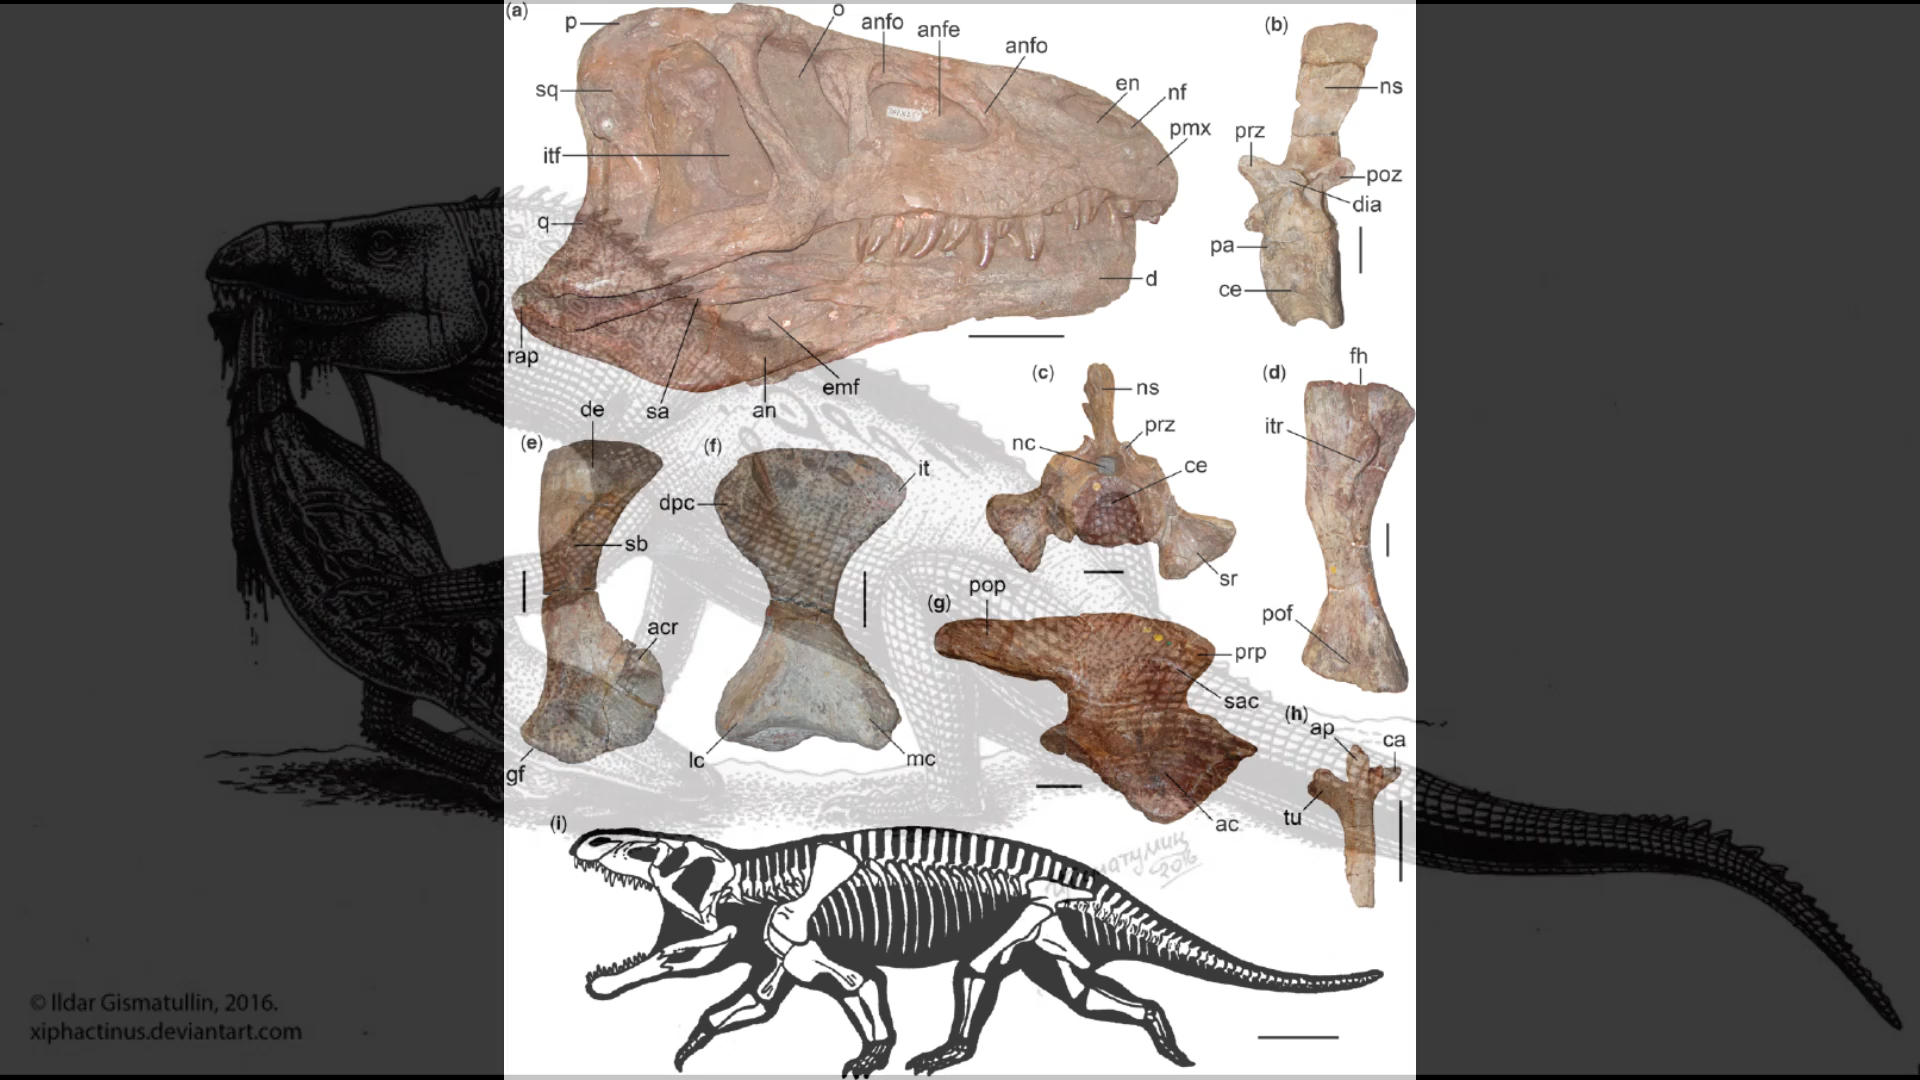 (a)
p
o
anfo
anfe
anfo
en
nf
pmx
sq
itf
q
d
rap
sa
an
emf
(b)
ns
prz
poz
dia
pa
ce
(c)
ns
prz
nc
ce
sr
(d)
fh
itr
pof
(e)
de
sb
acr
gf
(f)
it
dpc
lc
mc
(g)
pop
prp
sac
ac
(h)
ap
ca
tu
(i)
2016
© Ildar Gismatullin, 2016.
xiphactinus.deviantart.com